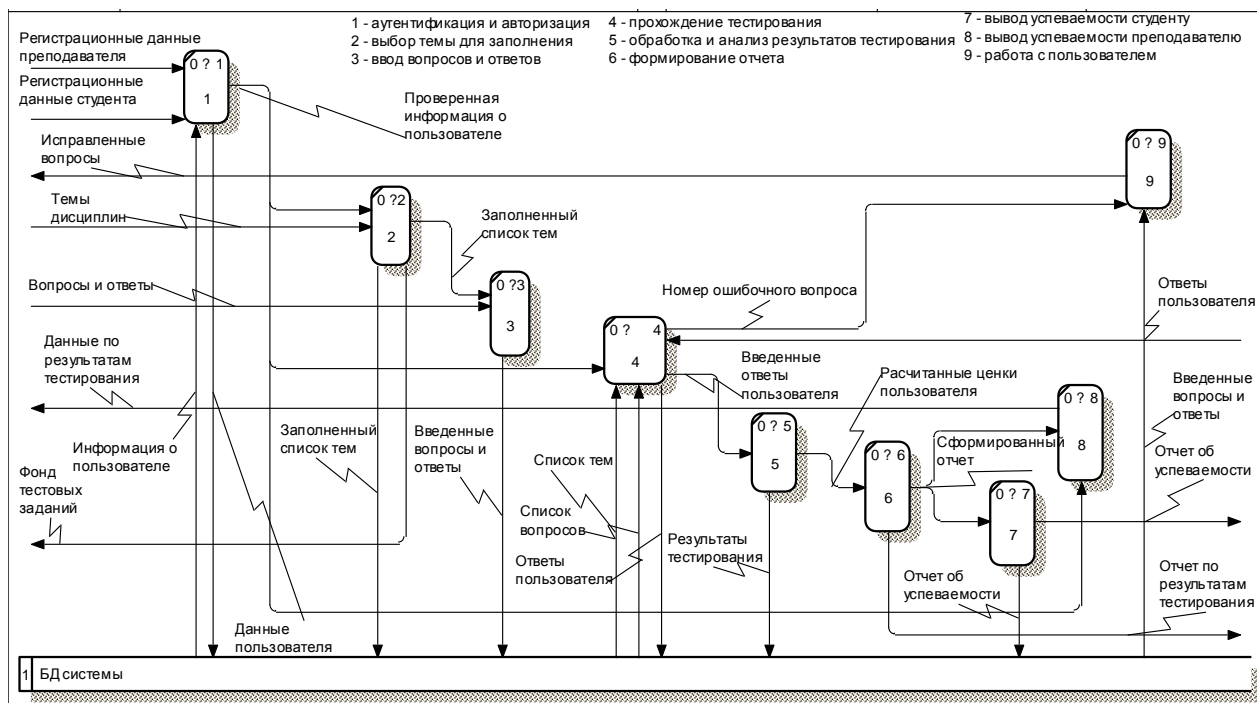 1 - аутентификация и авторизация
2 - выбор темы для заполнения
3 - ввод вопросов и ответов
4 - прохождение тестирования
5 - обработка и анализ результатов тестирования
6 - формирование отчета
7 - вывод успеваемости студенту
8 - вывод успеваемости преподавателю
9 - работа с пользователем
Регистрационные данные
преподавателя
Регистрационные
данные студента
0 ? 1
1
Проверенная
информация о
пользователе
Исправленные
вопросы
0 ? 9
9
Темы
дисциплин
0 ?2
2
Заполненный
список тем
Вопросы и ответы
0 ?3
3
Номер ошибочного вопроса
Ответы
пользователя
0 ? 4
4
Данные по
результатам
тестирования
Введенные
ответы
пользователя
Расчитанные ценки
пользователя
Введенные
вопросы и
ответы
0 ? 8
8
0 ? 5
5
Информация о
пользователе
Заполненный
список тем
Введенные
вопросы и
ответы
Список тем
0 ? 6
6
Сформированный
отчет
Отчет об
успеваемости
Фонд
тестовых
заданий
0 ? 7
7
Список
вопросов
Ответы
пользователя
Результаты
тестирования
Отчет об
успеваемости
Отчет по
результатам
тестирования
Данные
пользователя
1 БД системы